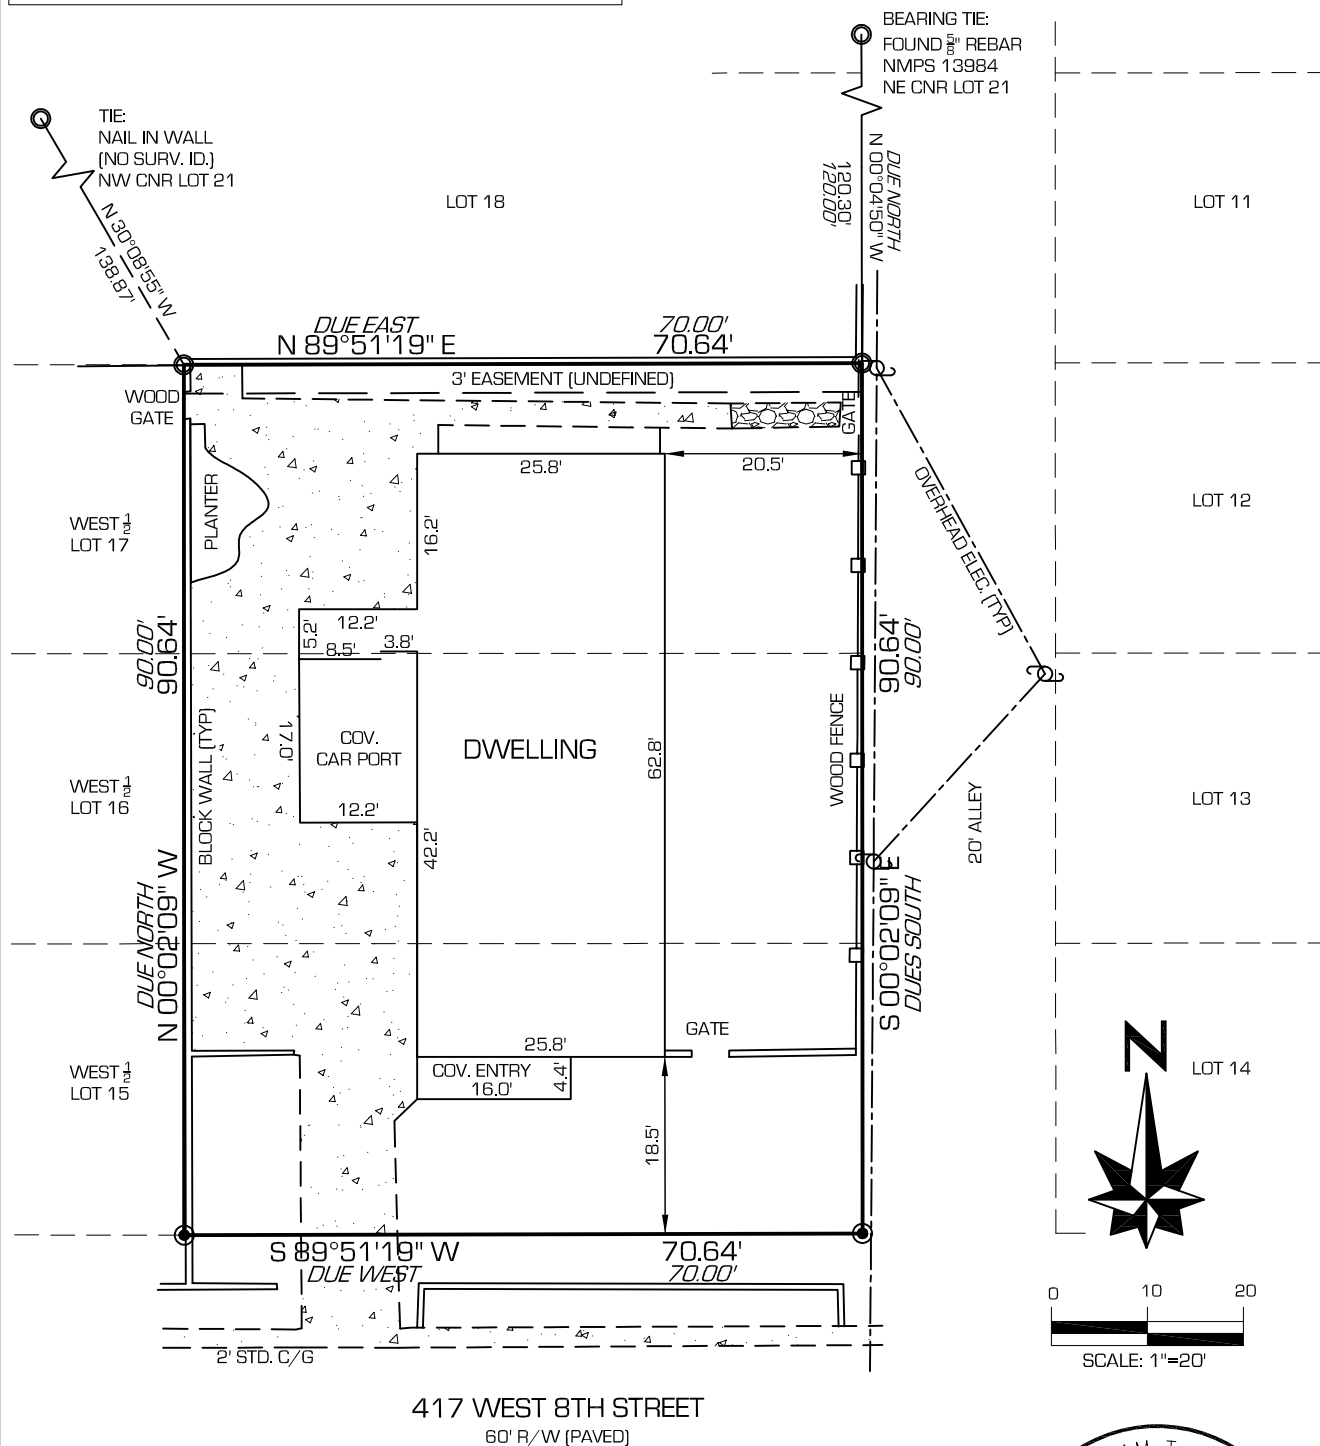 BEARING TIE:
FOUND 5/8" REBAR
NMPS 13984
NE CNR LOT 21
TIE:
NAIL IN WALL
(NO SURV. ID.)
NW CNR LOT 21
N 30°08'55" W
138.87'
LOT 18
120.30'
120.00'
DUE NORTH
N 00°04'50" W
LOT 11
DUE EAST
70.00'
N 89°51'19" E
70.64'
3' EASEMENT (UNDEFINED)
WOOD
GATE
GATE
25.8'
20.5'
PLANTER
16.2'
OVERHEAD ELEC. (TYP)
LOT 12
WEST 1/2
LOT 17
12.2'
5.2'
8.5'
3.8'
90.00'
90.64'
90.64'
90.00'
BLOCK WALL (TYP)
17.0'
COV.
CAR PORT
DWELLING
62.8'
WOOD FENCE
WEST 1/2
LOT 16
12.2'
42.2'
20' ALLEY
LOT 13
DUE NORTH
N 00°02'09" W
S 00°02'09" E
DUES SOUTH
GATE
25.8'
COV. ENTRY
16.0'
4.4'
WEST 1/2
LOT 15
18.5'
N
LOT 14
S 89°51'19" W
70.64'
DUE WEST
70.00'
0 10 20
SCALE: 1"=20'
2' STD. C/G
417 WEST 8TH STREET
60' R/W (PAVED)